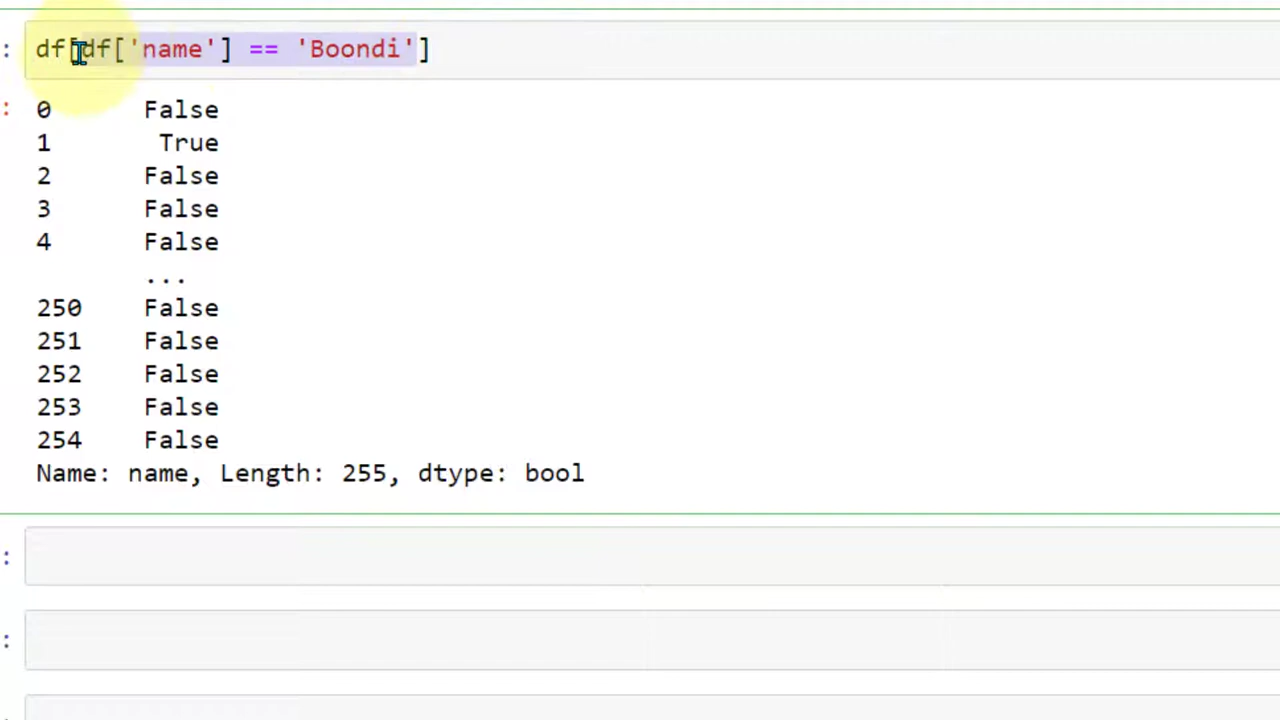 : df[df['name'] == 'Boondi']
: 0 False
1 True
2 False
3 False
4 False
...
250 False
251 False
252 False
253 False
254 False
Name: name, Length: 255, dtype: bool
:
: